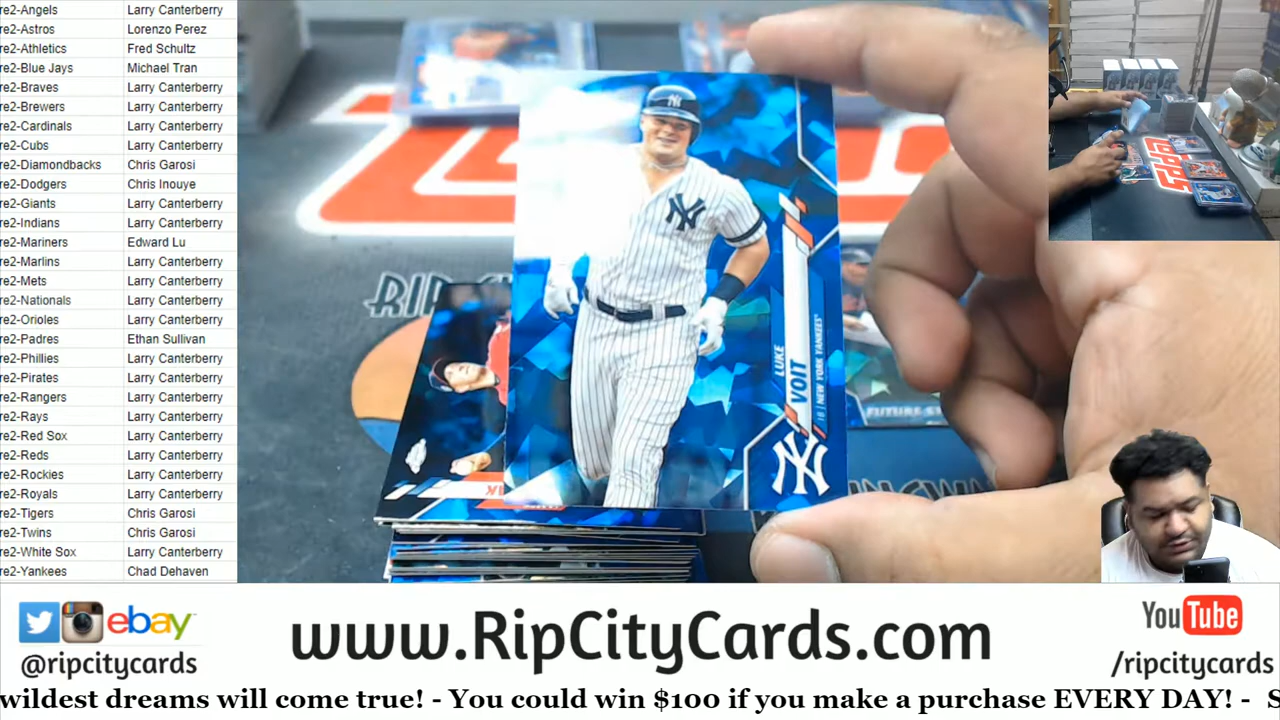 re2-Angels Larry Canterberry
re2-Astros Lorenzo Perez
re2-Athletics Fred Schultz
re2-Blue Jays Michael Tran
re2-Braves Larry Canterberry
re2-Brewers Larry Canterberry
re2-Cardinals Larry Canterberry
re2-Cubs Larry Canterberry
re2-Diamondbacks Chris Garosi
re2-Dodgers Chris Inouye
re2-Giants Larry Canterberry
re2-Indians Larry Canterberry
re2-Mariners Edward Lu
re2-Marlins Larry Canterberry
re2-Mets Larry Canterberry
re2-Nationals Larry Canterberry
re2-Orioles Larry Canterberry
re2-Padres Ethan Sullivan
re2-Phillies Larry Canterberry
re2-Pirates Larry Canterberry
re2-Rangers Larry Canterberry
re2-Rays Larry Canterberry
re2-Red Sox Larry Canterberry
re2-Reds Larry Canterberry
re2-Rockies Larry Canterberry
re2-Royals Larry Canterberry
re2-Tigers Chris Garosi
re2-Twins Chris Garosi
re2-White Sox Larry Canterberry
re2-Yankees Chad Dehaven
NY
LUKE
VOIT
NEW YORK YANKEES
NY
RIP
FUTURE
topps
ebay
@ripcitycards
www.RipCityCards.com
YouTube
/ripcitycards
wildest dreams will come true! - You could win $100 if you make a purchase EVERY DAY! - S